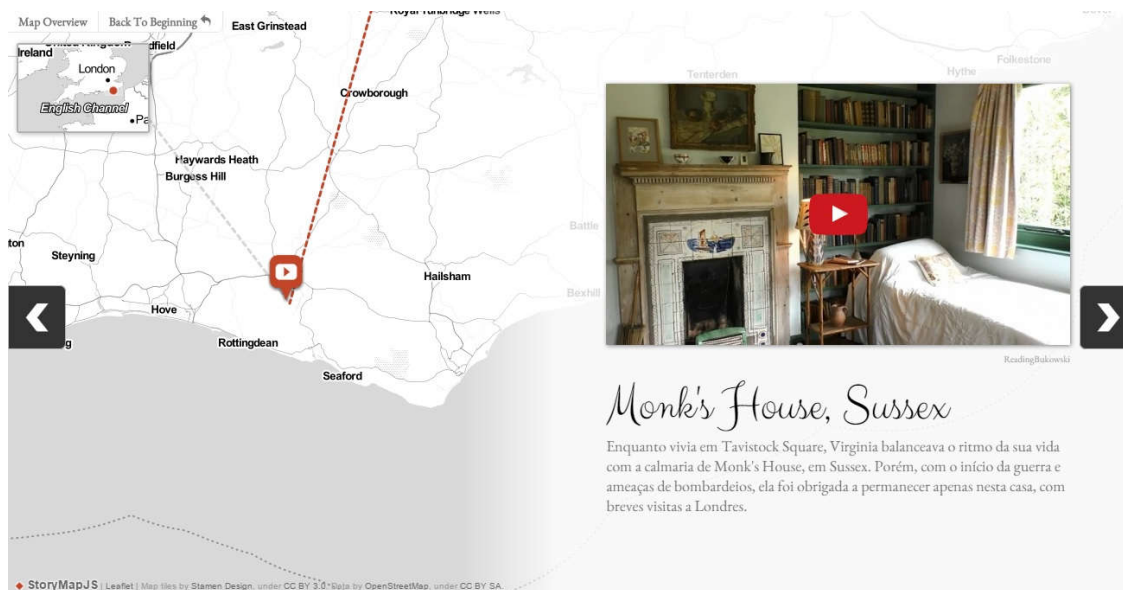 Map Overview
Back To Beginning
Royal Tunbridge Wells
East Grinstead
Ireland
London
English Channel
Crowborough
Haywards Heath
Burgess Hill
Steyning
Hove
Rottingdean
Seaford
Hailsham
Battle
Bexhill
Tenterden
Hythe
Folkestone
ReadingBukowski
Monk's House, Sussex
Enquanto vivia em Tavistock Square, Virginia balanceava o ritmo da sua vida
com a calmaria de Monk's House, em Sussex. Porém, com o início da guerra e
ameaças de bombardeios, ela foi obrigada a permanecer apenas nesta casa, com
breves visitas a Londres.
StoryMapJS | Leaflet | Map tiles by Stamen Design, under CC BY 3.0. Data by OpenStreetMap, under CC BY SA.